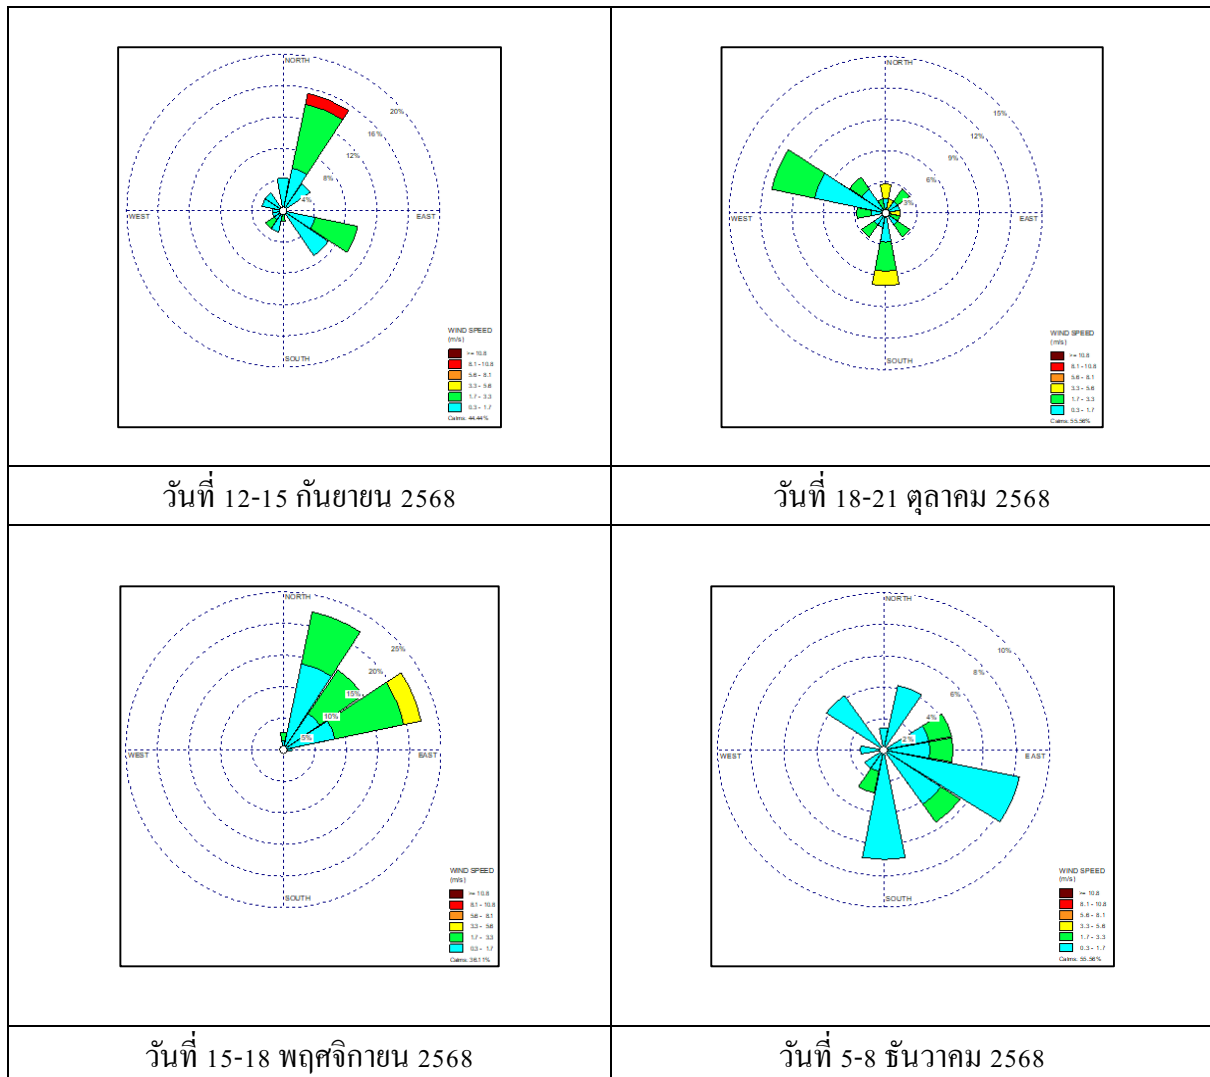 NORTH
20%
16%
12%
8%
4%
WEST
EAST
SOUTH
WIND SPEED
(m/s)
>= 10.8
8.1 - 10.8
5.6 - 8.1
3.3 - 5.6
1.7 - 3.3
0.3 - 1.7
Calms: 44.44%
NORTH
15%
12%
9%
6%
3%
WEST
EAST
SOUTH
WIND SPEED
(m/s)
>= 10.8
8.1 - 10.8
5.6 - 8.1
3.3 - 5.6
1.7 - 3.3
0.3 - 1.7
Calms: 55.56%
วันที่ 12-15 กันยายน 2568
วันที่ 18-21 ตุลาคม 2568
NORTH
25%
20%
15%
10%
5%
WEST
EAST
SOUTH
WIND SPEED
(m/s)
>= 10.8
8.1 - 10.8
5.6 - 8.1
3.3 - 5.6
1.7 - 3.3
0.3 - 1.7
Calms: 36.11%
NORTH
10%
8%
6%
4%
2%
WEST
EAST
SOUTH
WIND SPEED
(m/s)
>= 10.8
8.1 - 10.8
5.6 - 8.1
3.3 - 5.6
1.7 - 3.3
0.3 - 1.7
Calms: 55.56%
วันที่ 15-18 พฤศจิกายน 2568
วันที่ 5-8 ธันวาคม 2568